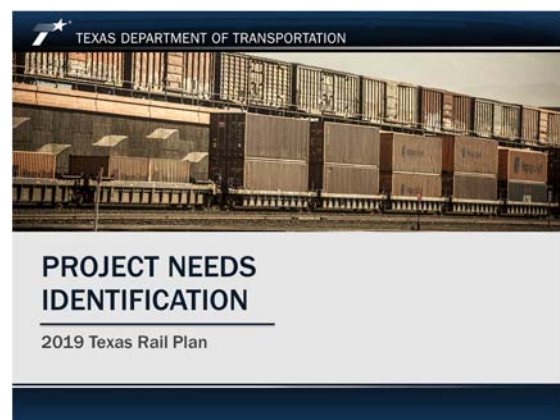 TEXAS DEPARTMENT OF TRANSPORTATION
PROJECT NEEDS
IDENTIFICATION
2019 Texas Rail Plan